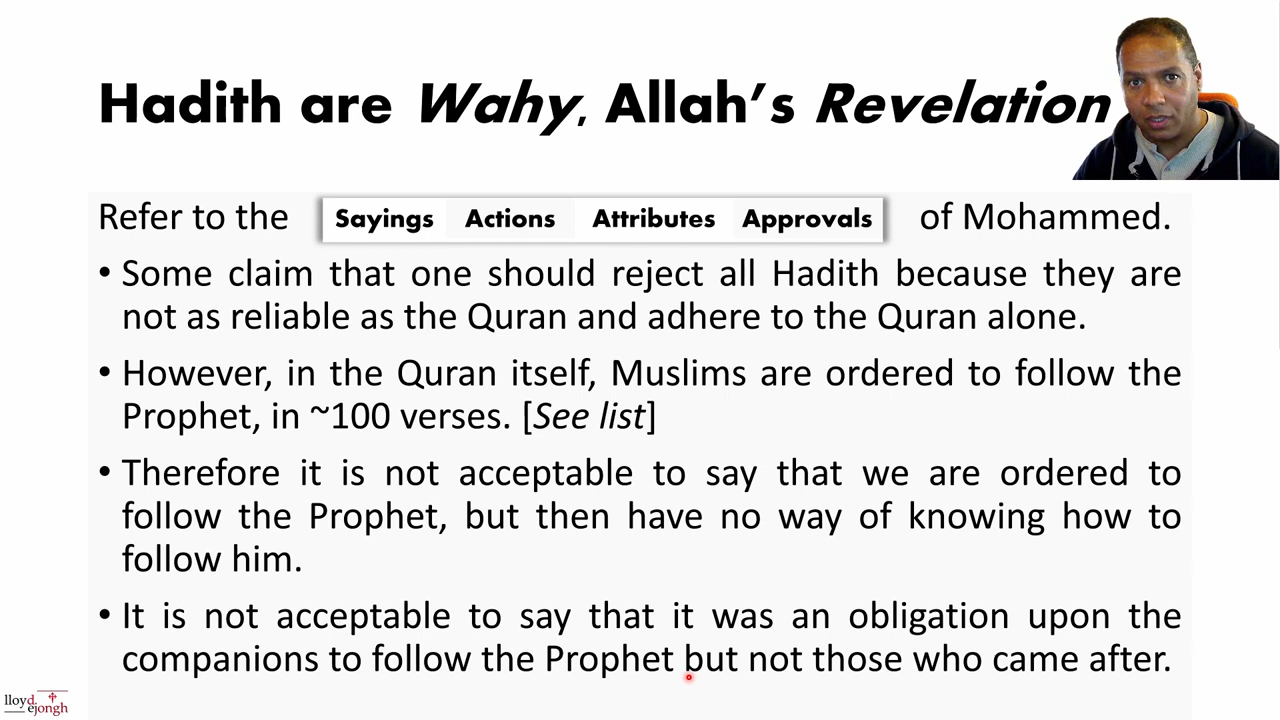 Hadith are Wahy, Allah’s Revelation
Refer to the Sayings Actions Attributes Approvals of Mohammed.
• Some claim that one should reject all Hadith because they are
not as reliable as the Quran and adhere to the Quran alone.
• However, in the Quran itself, Muslims are ordered to follow the
Prophet, in ~100 verses. [See list]
• Therefore it is not acceptable to say that we are ordered to
follow the Prophet, but then have no way of knowing how to
follow him.
• It is not acceptable to say that it was an obligation upon the
companions to follow the Prophet but not those who came after.
lloyd
dejongh